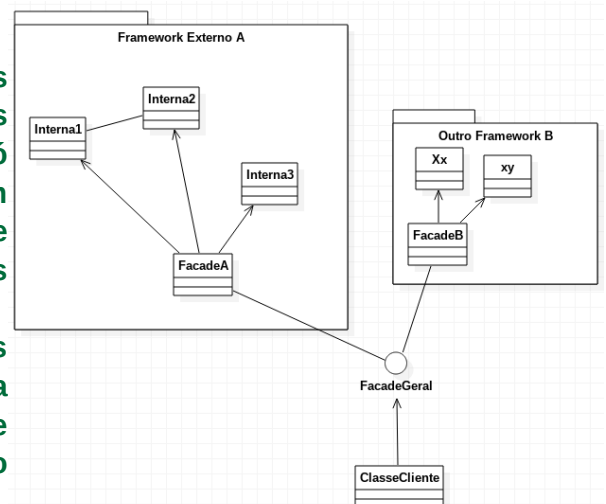 Framework Externo A
Interna2
Interna1
Interna3
FacadeA
Outro Framework B
Xx
xy
FacadeB
FacadeGeral
ClasseCliente